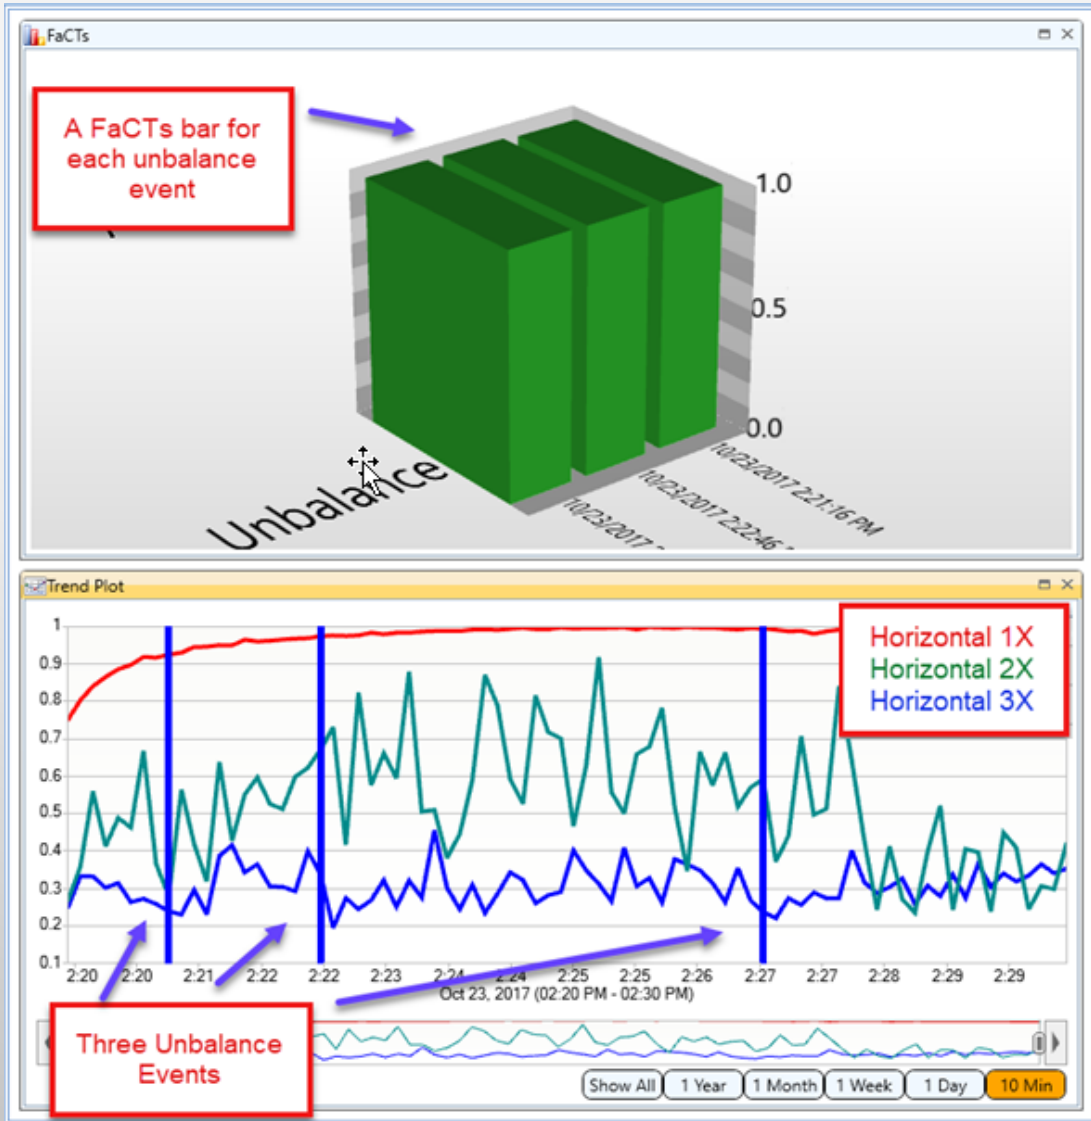 FaCTs
A FaCTs bar for
each unbalance
event
1.0
0.5
0.0
Unbalance
10/23/2017
10/23/2017 2:22:46
10/23/2017 2:21:16 PM
Trend Plot
Horizontal 1X
Horizontal 2X
Horizontal 3X
1
0.9
0.8
0.7
0.6
0.5
0.4
0.3
0.2
0.1
2:20 2:20 2:21 2:22 2:22 2:23 2:24 2:24 2:25 2:25 2:26 2:27 2:27 2:28 2:29 2:29
Oct 23, 2017 (02:20 PM - 02:30 PM)
Three Unbalance
Events
Show All 1 Year 1 Month 1 Week 1 Day 10 Min